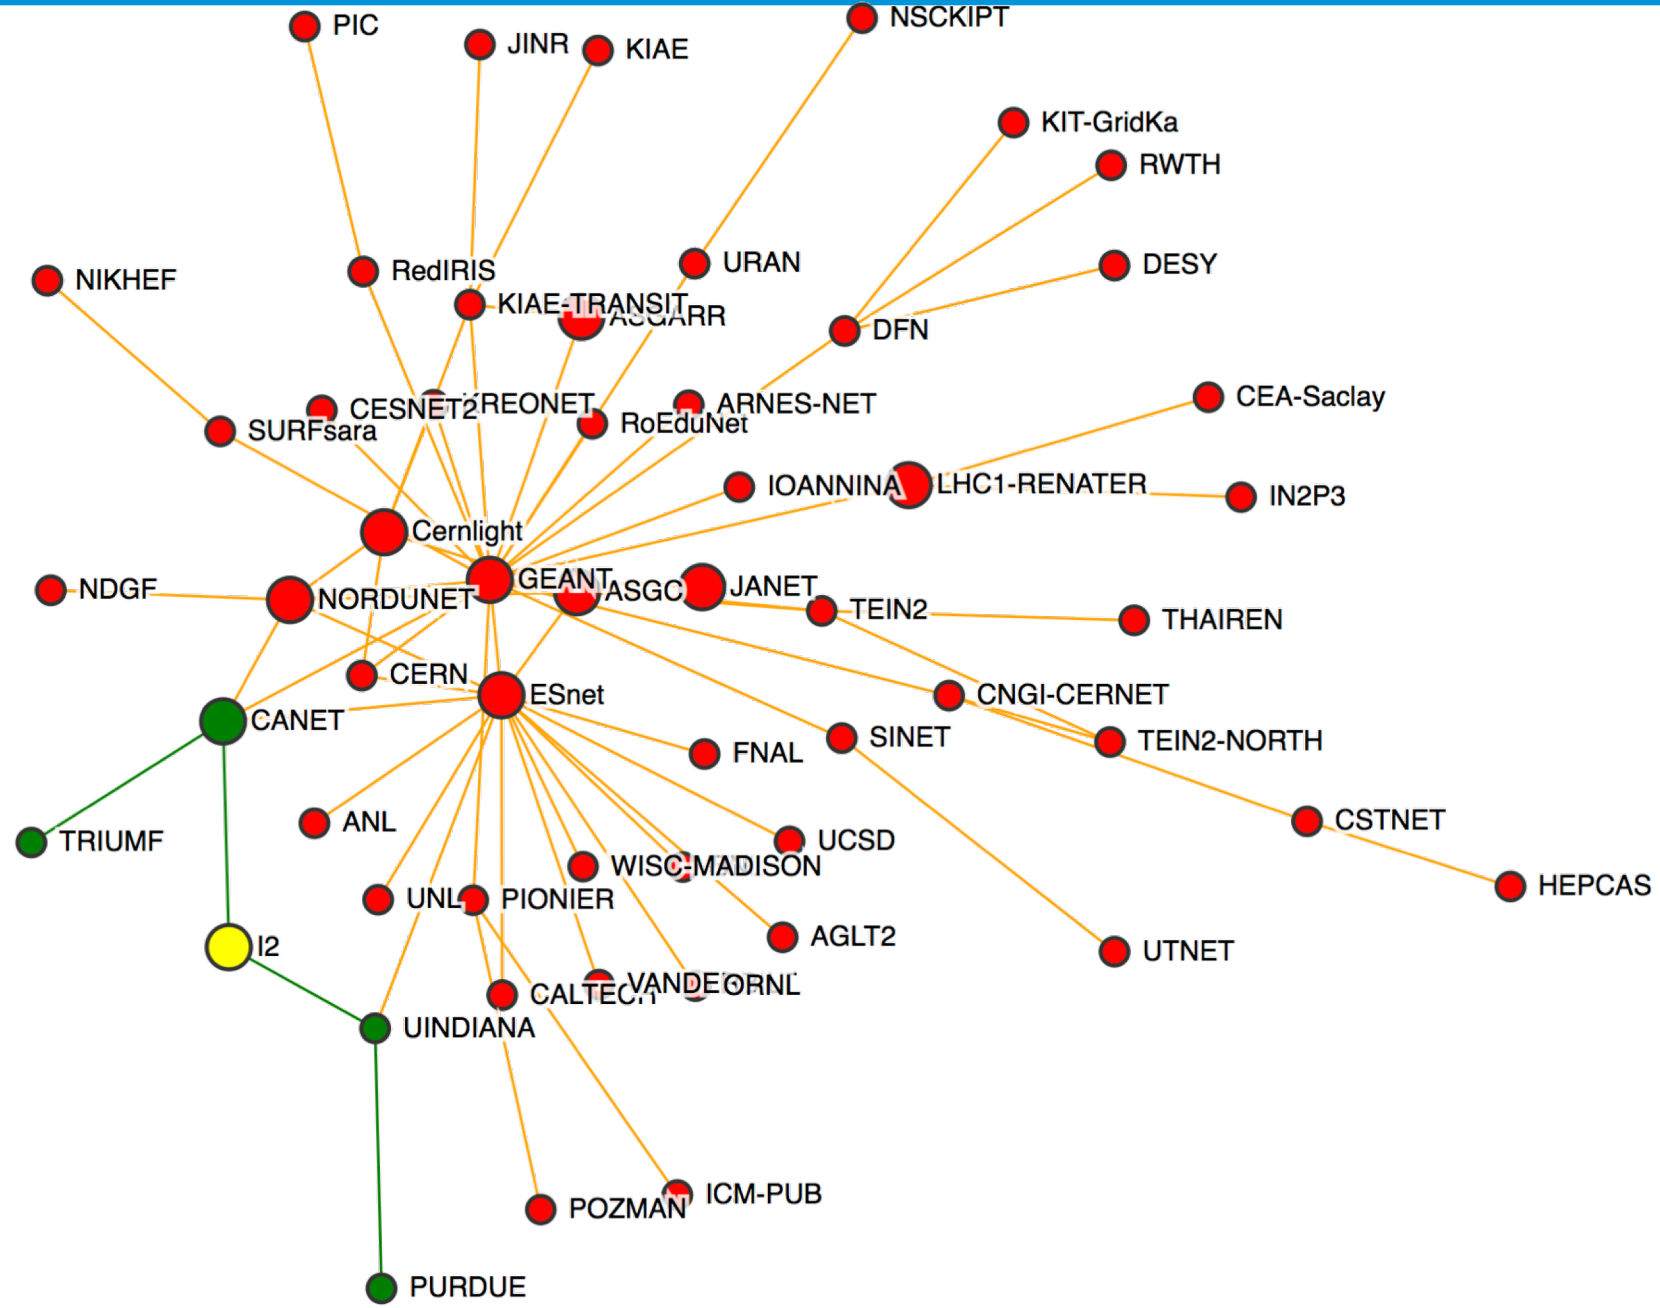 PIC
NSCKIPT
JINR
KIAE
KIT-GridKa
RWTH
URAN
DESY
RedIRIS
NIKHEF
KIAE-TRANSIT
ASGARR
DFN
CEA-Saclay
ARNES-NET
KREONET
CESNET2
RoEduNet
SURFsara
LHC1-RENATER
IOANNINA
IN2P3
Cernlight
GEANT
JANET
NDGF
ASGC
NORDUNET
TEIN2
THAIREN
CERN
ESnet
CNGI-CERNET
CANET
SINET
TEIN2-NORTH
FNAL
CSTNET
ANL
UCSD
TRIUMF
WISC-MADISON
HEPCAS
UNL
PIONIER
AGLT2
I2
UTNET
ORNL
CALTECH
UINDIANA
ICM-PUB
POZMAN
PURDUE